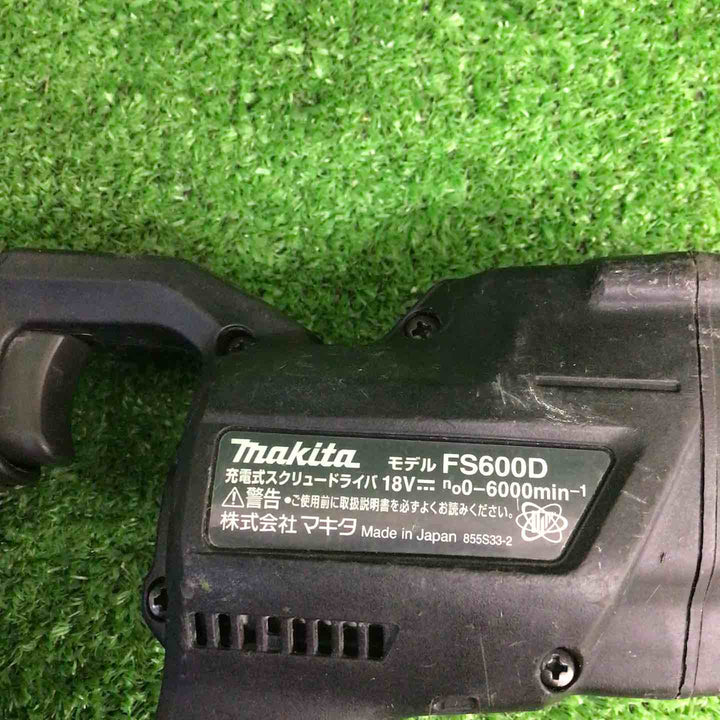 makita モデル FS600D
充電式スクリュードライバ 18V⎓ n₀0-6000min⁻¹
⚠警告 •ご使用前に取扱説明書を必ずよくお読みください。
株式会社 マキタ Made in Japan 855S33-2